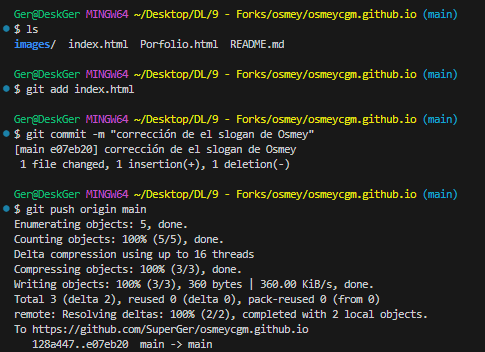 Ger@DeskGer MINGW64 ~/Desktop/DL/9 - Forks/osmey/osmeycgm.github.io (main)
$ ls
images/ index.html Porfolio.html README.md
Ger@DeskGer MINGW64 ~/Desktop/DL/9 - Forks/osmey/osmeycgm.github.io (main)
$ git add index.html
Ger@DeskGer MINGW64 ~/Desktop/DL/9 - Forks/osmey/osmeycgm.github.io (main)
$ git commit -m "corrección de el slogan de Osmey"
[main e07eb20] corrección de el slogan de Osmey
1 file changed, 1 insertion(+), 1 deletion(-)
Ger@DeskGer MINGW64 ~/Desktop/DL/9 - Forks/osmey/osmeycgm.github.io (main)
$ git push origin main
Enumerating objects: 5, done.
Counting objects: 100% (5/5), done.
Delta compression using up to 16 threads
Compressing objects: 100% (3/3), done.
Writing objects: 100% (3/3), 360 bytes | 360.00 KiB/s, done.
Total 3 (delta 2), reused 0 (delta 0), pack-reused 0 (from 0)
remote: Resolving deltas: 100% (2/2), completed with 2 local objects.
To https://github.com/SuperGer/osmeycgm.github.io
128a447..e07eb20 main -> main